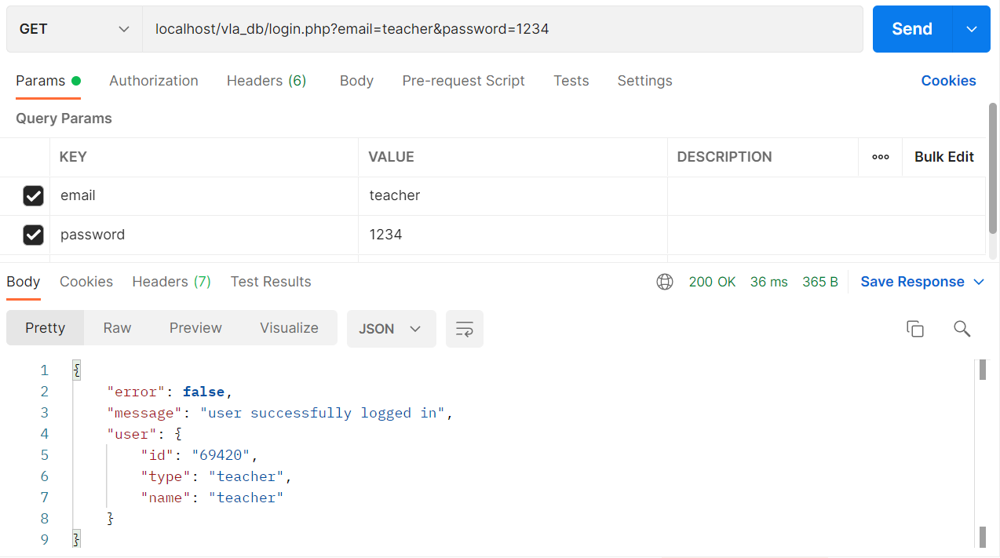 GET localhost/vla_db/login.php?email=teacher&password=1234 Send
Params Authorization Headers (6) Body Pre-request Script Tests Settings Cookies
Query Params
KEY VALUE DESCRIPTION ooo Bulk Edit
email teacher
password 1234
Body Cookies Headers (7) Test Results 200 OK 36 ms 365 B Save Response
Pretty Raw Preview Visualize JSON
1 {
2 "error": false,
3 "message": "user successfully logged in",
4 "user": {
5 "id": "69420",
6 "type": "teacher",
7 "name": "teacher"
8 }
9 }